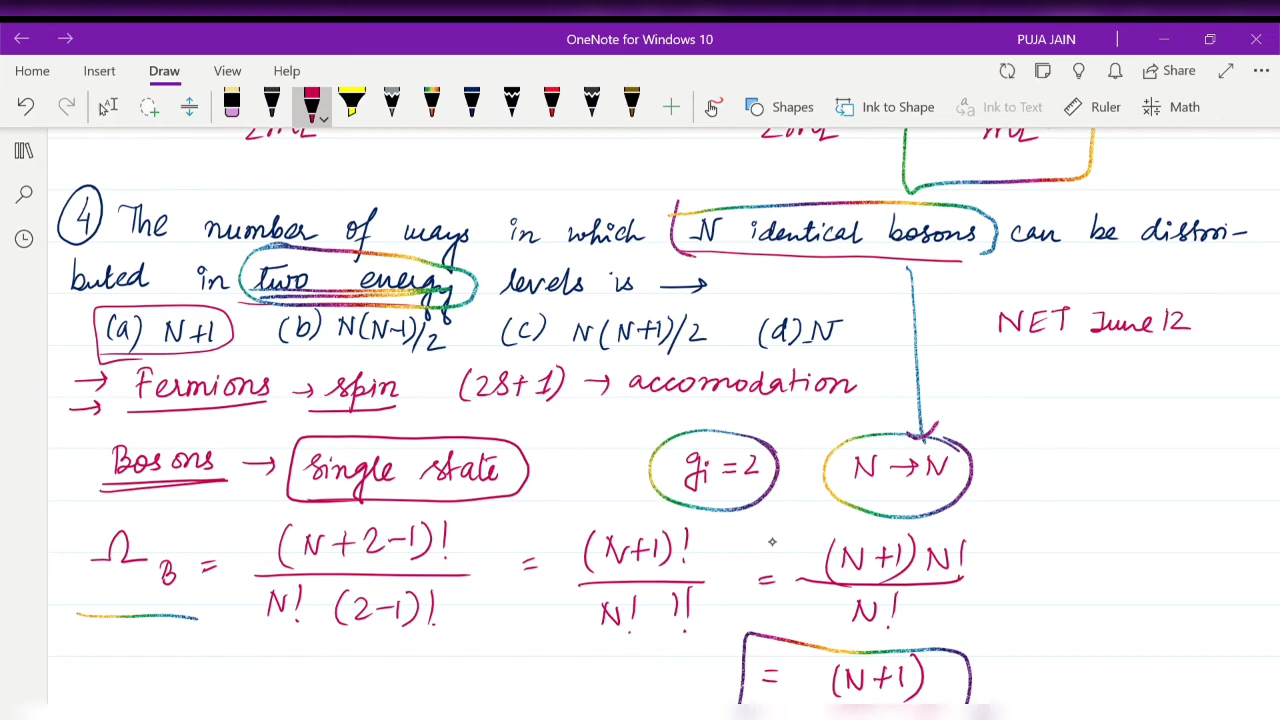 OneNote for Windows 10
PUJA JAIN
Home Insert Draw View Help
Share
Shapes Ink to Shape Ink to Text Ruler Math
2mL 2mL mL
4 The number of ways in which N identical bosons can be distri-
buted in two energy levels is →
(a) N+1 (b) N(N-1)/2 (c) N(N+1)/2 (d) N
NET June 12
→ Fermions → spin (2S+1) → accomodation
→
Bosons → single state gi = 2 N → N
Ω B = (N+2-1)! / N! (2-1)! = (N+1)! / N! 1! = (N+1) N! / N!
= (N+1)